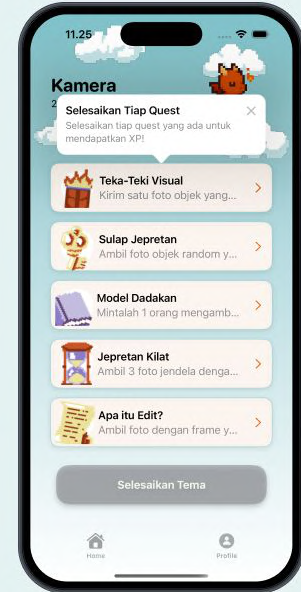 11.25
Kamera
2
Selesaikan Tiap Quest
Selesaikan tiap quest yang ada untuk
mendapatkan XP!
Teka-Teki Visual
Kirim satu foto objek yang...
Sulap Jepretan
Ambil foto objek random y...
Model Dadakan
Mintalah 1 orang mengamb...
Jepretan Kilat
Ambil 3 foto jendela denga...
Apa itu Edit?
Ambil foto dengan frame y...
Selesaikan Tema
Home
Profile